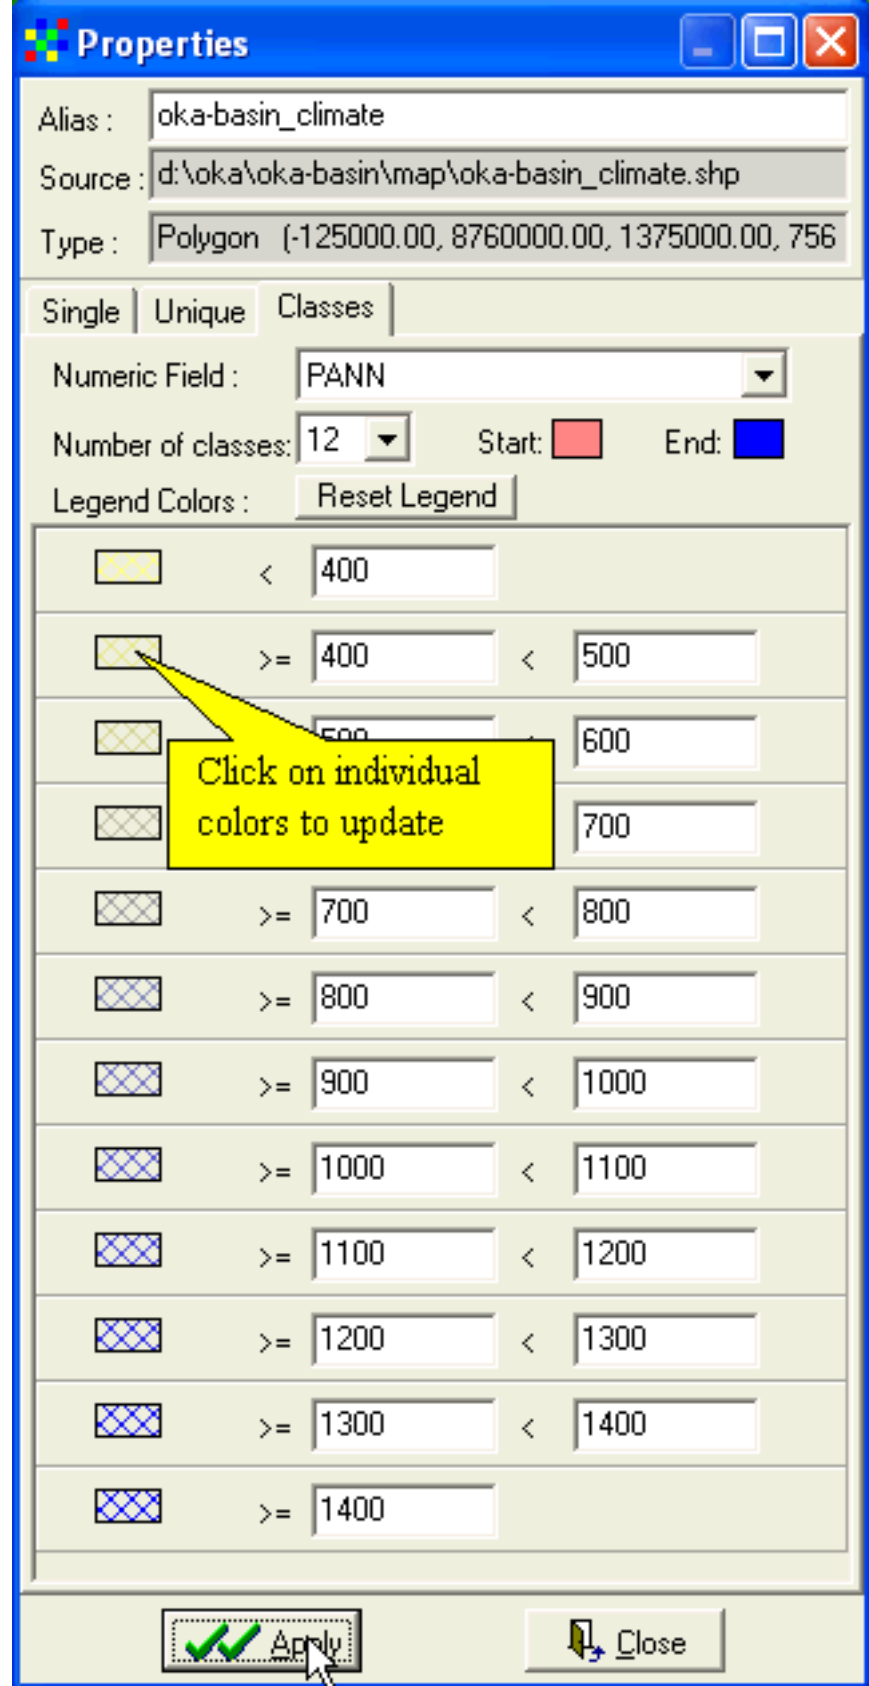 Properties
Alias : oka-basin_climate
Source : d:\oka\oka-basin\map\oka-basin_climate.shp
Type : Polygon (-125000.00, 8760000.00, 1375000.00, 756
Single Unique Classes
Numeric Field : PANN
Number of classes: 12 Start: End:
Legend Colors : Reset Legend
< 400
>= 400 < 500
600
Click on individual
colors to update
700
>= 700 < 800
>= 800 < 900
>= 900 < 1000
>= 1000 < 1100
>= 1100 < 1200
>= 1200 < 1300
>= 1300 < 1400
>= 1400
Apply Close